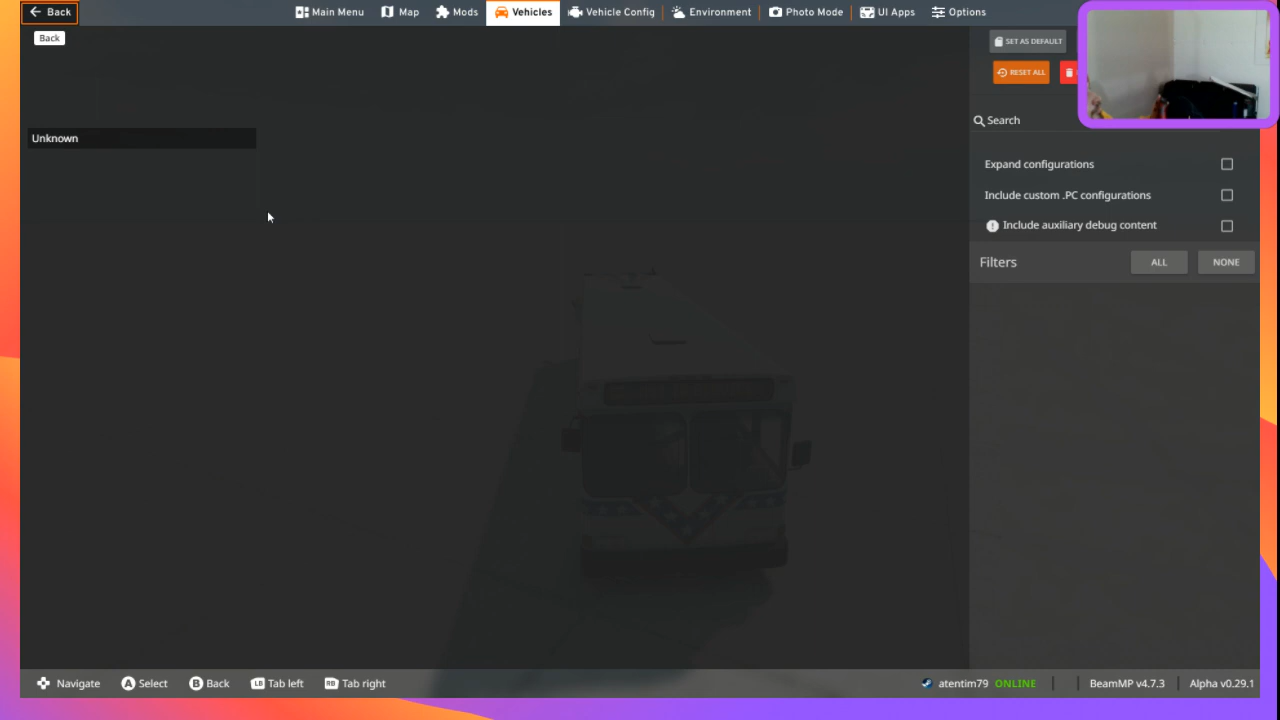 Back
Main Menu
Map
Mods
Vehicles
Vehicle Config
Environment
Photo Mode
UI Apps
Options
Back
SET AS DEFAULT
RESET ALL
Unknown
Search
Expand configurations
Include custom .PC configurations
Include auxiliary debug content
Filters
ALL
NONE
Navigate
A Select
B Back
LB Tab left
RB Tab right
atentim79 ONLINE
BeamMP v4.7.3
Alpha v0.29.1